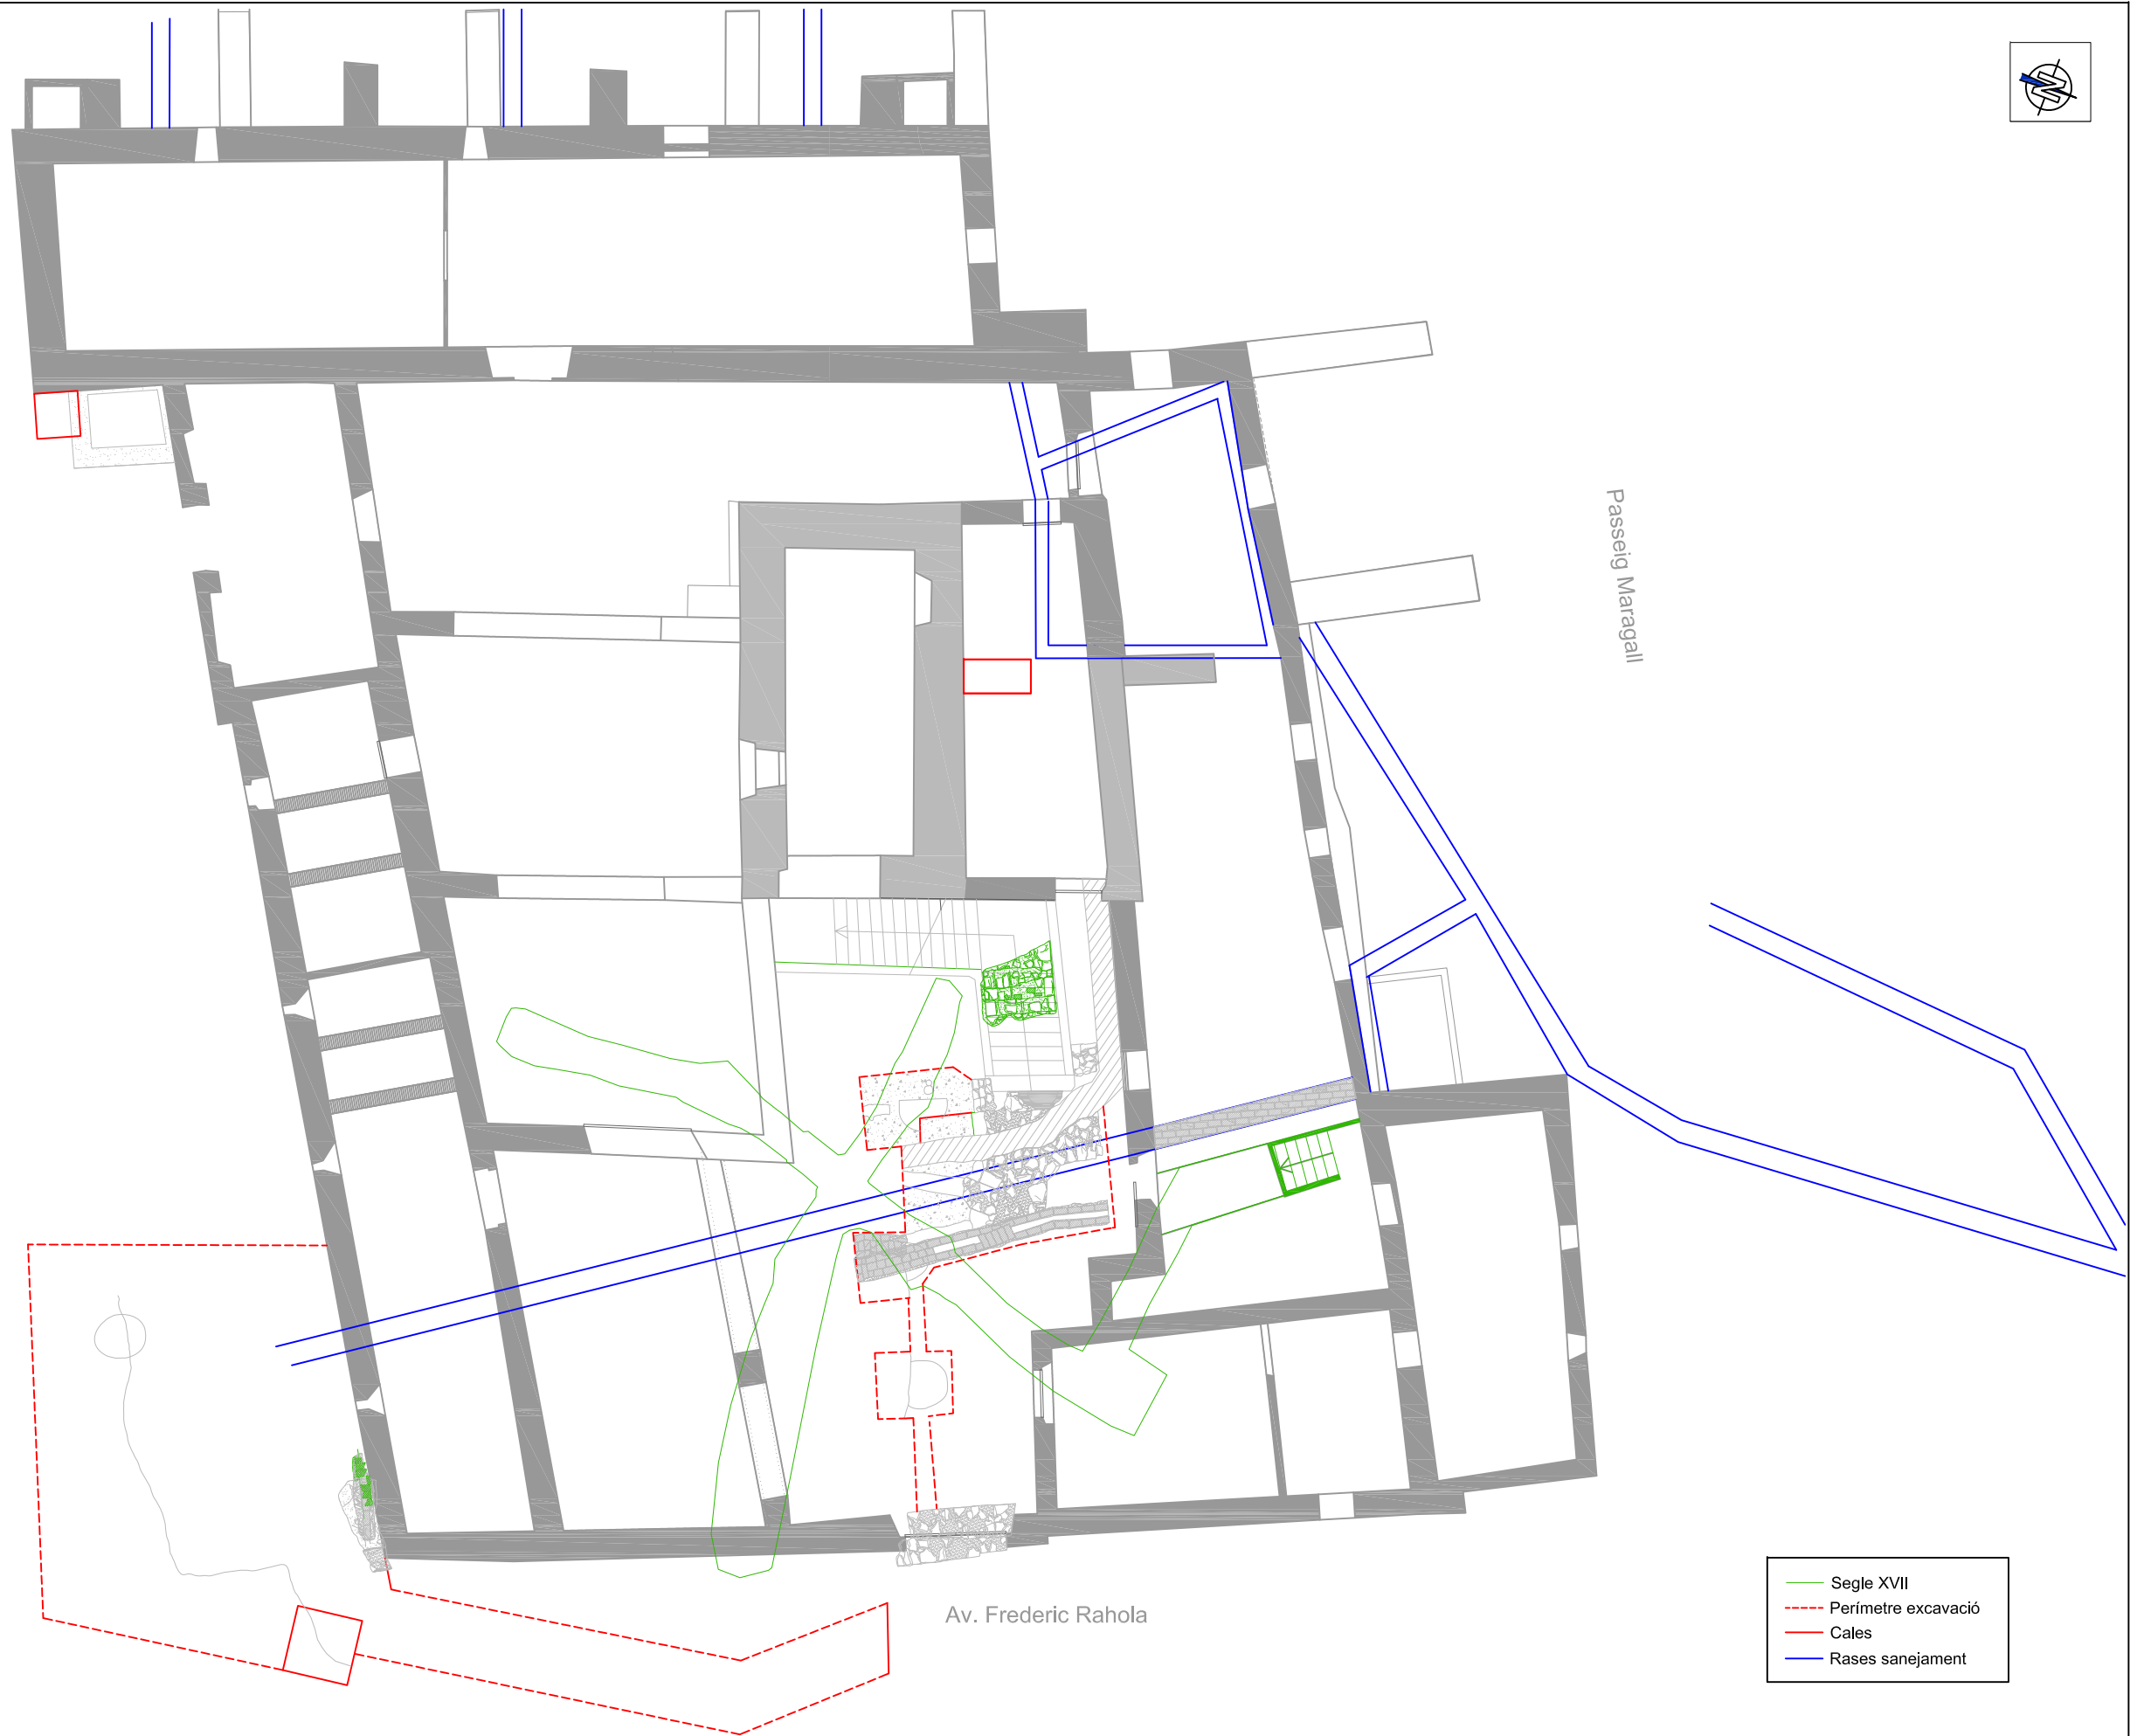 Passeig Maragall
Av. Frederic Rahola
Segle XVII
Perímetre excavació
Cales
Rases sanejament